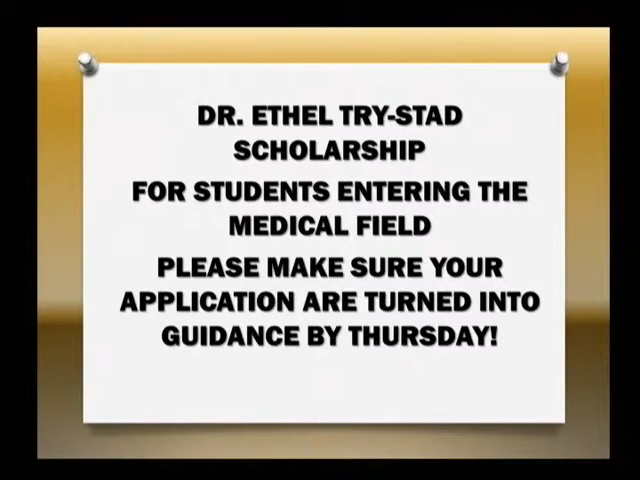 DR. ETHEL TRY-STAD
SCHOLARSHIP
FOR STUDENTS ENTERING THE
MEDICAL FIELD
PLEASE MAKE SURE YOUR
APPLICATION ARE TURNED INTO
GUIDANCE BY THURSDAY!